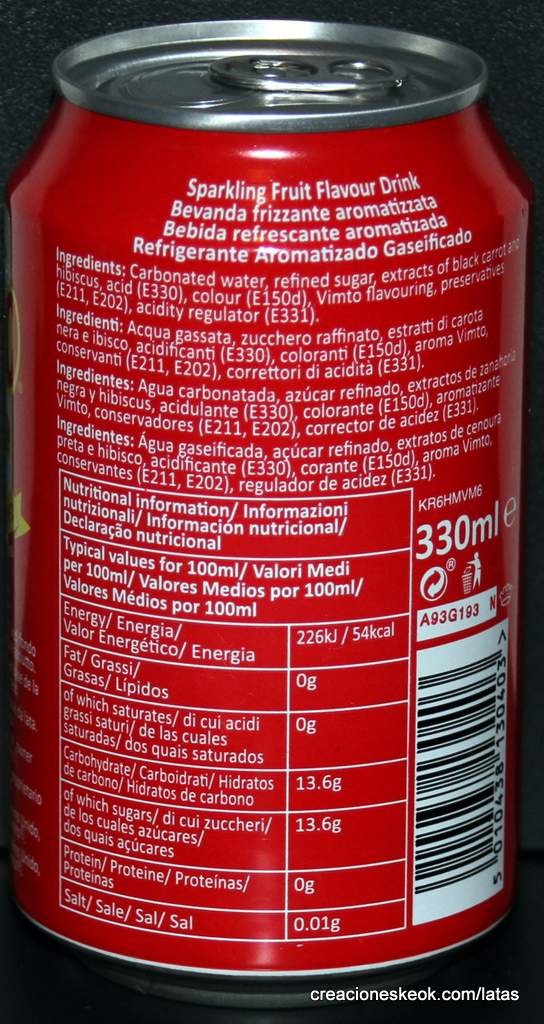 Sparkling Fruit Flavour Drink
Bevanda frizzante aromatizzata
Bebida refrescante aromatizada
Refrigerante Aromatizado Gaseificado
Ingredients: Carbonated water, refined sugar, extracts of black carrot and
hibiscus, acid (E330), colour (E150d), Vimto flavouring, preservatives
(E211, E202), acidity regulator (E331).
Ingredienti: Acqua gassata, zucchero raffinato, estratti di carota
nera e ibisco, acidificanti (E330), coloranti (E150d), aroma Vimto,
conservanti (E211, E202), correttori di acidità (E331).
Ingredientes: Agua carbonatada, azúcar refinado, extractos de zanahoria
negra y hibiscus, acidulante (E330), colorante (E150d), aromatizante
Vimto, conservadores (E211, E202), corrector de acidez (E331).
Ingredientes: Água gaseificada, açúcar refinado, extratos de cenoura
preta e hibisco, acidificante (E330), corante (E150d), aroma Vimto,
conservantes (E211, E202), regulador de acidez (E331).
Nutritional information/ Informazioni
nutrizionali/ Información nutricional/
Declaração nutricional
Typical values for 100ml/ Valori Medi
per 100ml/ Valores Medios por 100ml/
Valores Médios por 100ml
Energy/ Energia/
Valor Energético/ Energia
226kJ / 54kcal
Fat/ Grassi/
Grasas/ Lípidos
0g
of which saturates/ di cui acidi
grassi saturi/ de las cuales
saturadas/ dos quais saturados
0g
Carbohydrate/ Carboidrati/ Hidratos
de carbono/ Hidratos de carbono
13.6g
of which sugars/ di cui zuccheri/
de los cuales azúcares/
dos quais açúcares
13.6g
Protein/ Proteine/ Proteínas/
Proteínas
0g
Salt/ Sale/ Sal/ Sal
0.01g
KR6HMVM6
330ml e
®
A93G193 N
5 010438 130403 >
creacioneskeok.com/latas